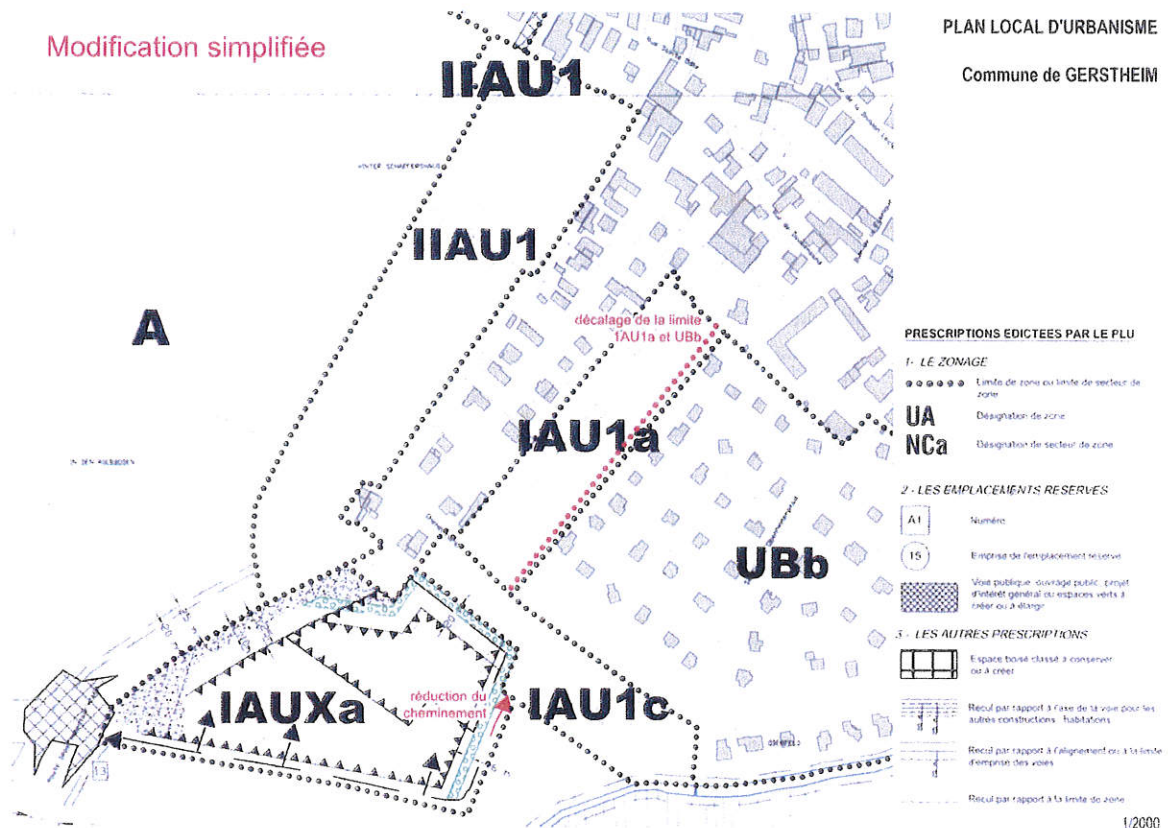 Modification simplifiée
PLAN LOCAL D'URBANISME
Commune de GERSTHEIM
IIAU1
IIAU1
A
décalage de la limite
1AU1a et UBb
IAU1a
UBb
réduction du
cheminement
IAUXa
IAU1c
13
PRESCRIPTIONS EDICTEES PAR LE PLU
1- LE ZONAGE
Limite de zone ou limite de secteur de
zone
UA
Désignation de zone
NCa
Désignation de secteur de zone
2 - LES EMPLACEMENTS RESERVES
A1
Numéro
15
Emprise de l'emplacement réservé
Voie publique, ouvrage public, projet
d'intérêt général ou espaces verts à
créer ou à élargir
3 - LES AUTRES PRESCRIPTIONS
Espace boisé classé à conserver
ou à créer
Recul par rapport à l'axe de la voie pour les
autres constructions habitations
Recul par rapport à l'alignement ou à la limite
d'emprise des voies
Recul par rapport à la limite de zone
1/2000